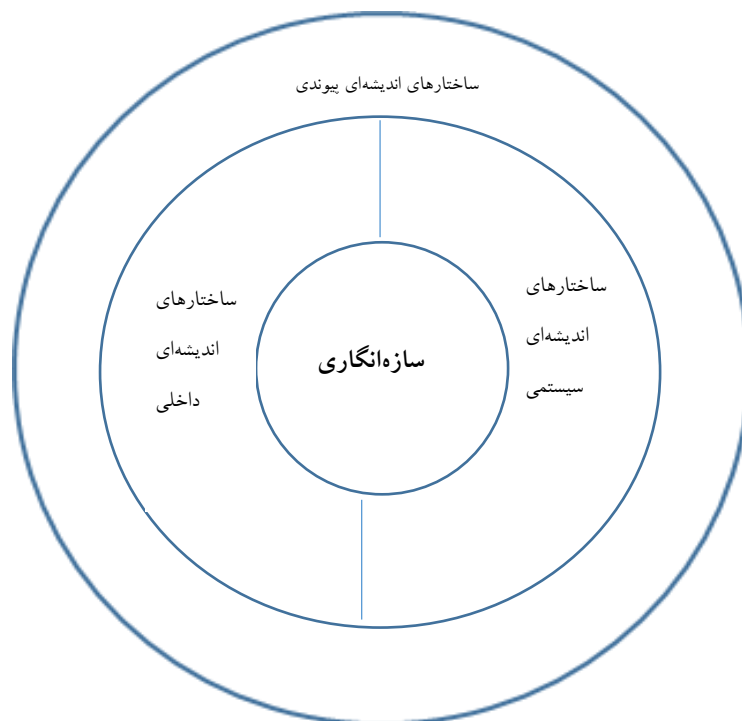 ساختارهای اندیشه‌ای پیوندی
ساختارهای
اندیشه‌ای
سیستمی
سازه‌انگاری
ساختارهای
اندیشه‌ای
داخلی